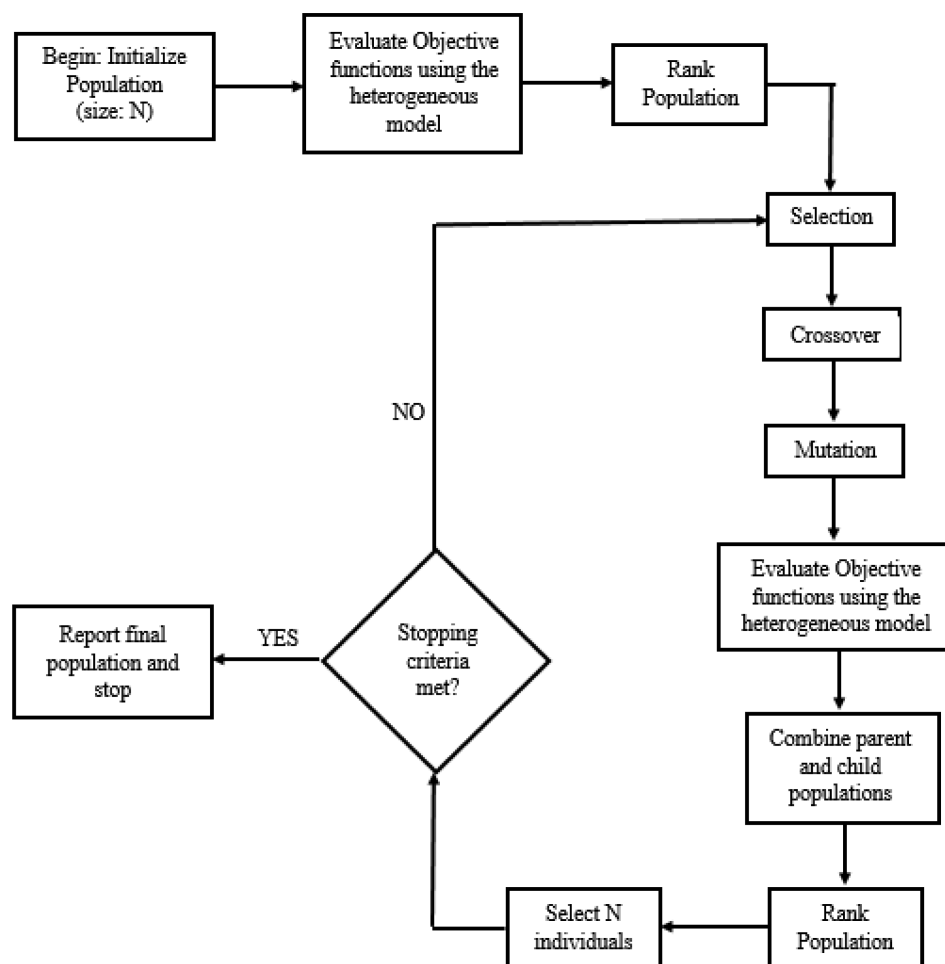 Begin: Initialize
Population
(size: N)
Evaluate Objective
functions using the
heterogeneous
model
Rank
Population
Selection
Crossover
Mutation
Evaluate Objective
functions using the
heterogeneous model
Combine parent
and child
populations
Rank
Population
Select N
individuals
Stopping
criteria
met?
NO
YES
Report final
population and
stop